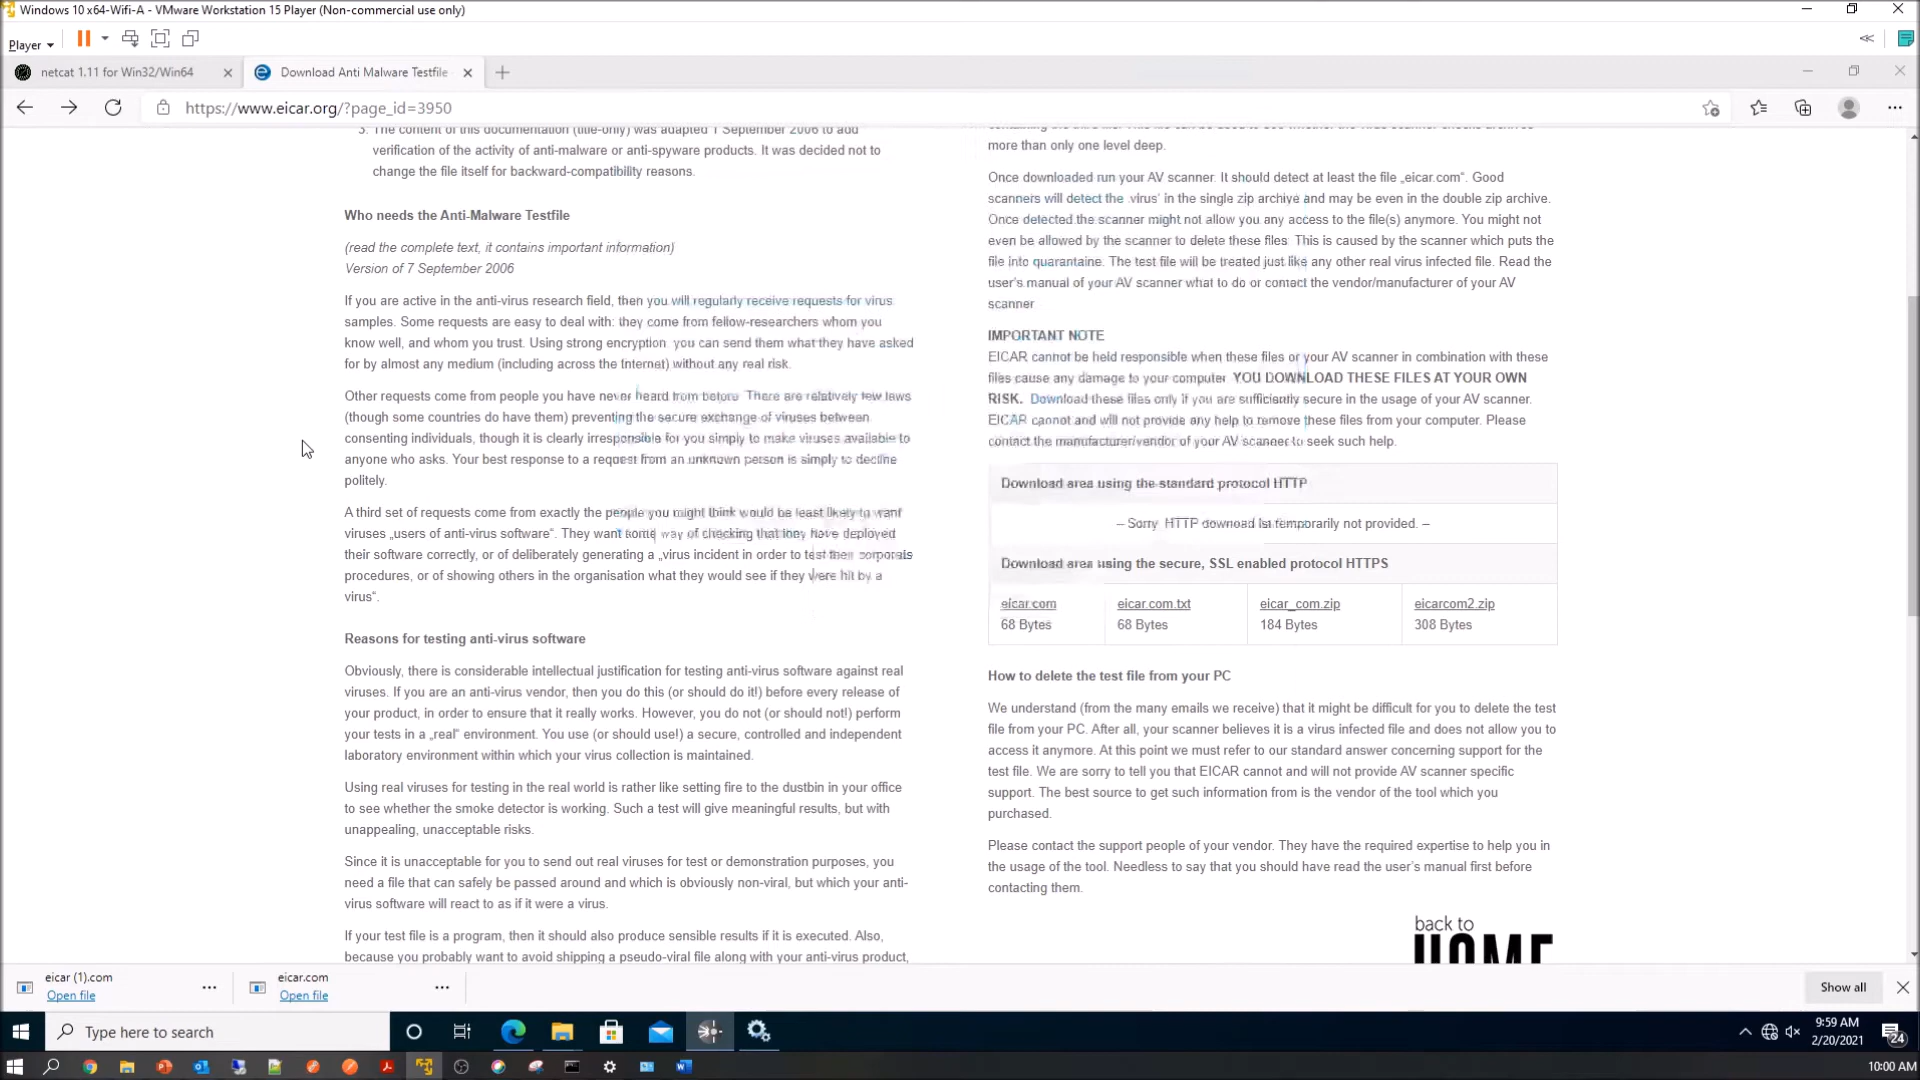 Windows 10 x64-Wifi-A - VMware Workstation 15 Player (Non-commercial use only)
Player
netcat 1.11 for Win32/Win64
Download Anti Malware Testfile
https://www.eicar.org/?page_id=3950
3. The content of this documentation (title-only) was adapted 1 September 2006 to add
verification of the activity of anti-malware or anti-spyware products. It was decided not to
change the file itself for backward-compatibility reasons.
Who needs the Anti-Malware Testfile
(read the complete text, it contains important information)
Version of 7 September 2006
If you are active in the anti-virus research field, then you will regularly receive requests for virus
samples. Some requests are easy to deal with: they come from fellow-researchers whom you
know well, and whom you trust. Using strong encryption, you can send them what they have asked
for by almost any medium (including across the Internet) without any real risk.
Other requests come from people you have never heard from before. There are relatively few laws
(though some countries do have them) preventing the secure exchange of viruses between
consenting individuals, though it is clearly irresponsible for you simply to make viruses available to
anyone who asks. Your best response to a request from an unknown person is simply to decline
politely.
A third set of requests come from exactly the people you might think would be least likely to want
viruses „users of anti-virus software“. They want some way of checking that they have deployed
their software correctly, or of deliberately generating a „virus incident in order to test their corporate
procedures, or of showing others in the organisation what they would see if they were hit by a
virus“.
Reasons for testing anti-virus software
Obviously, there is considerable intellectual justification for testing anti-virus software against real
viruses. If you are an anti-virus vendor, then you do this (or should do it!) before every release of
your product, in order to ensure that it really works. However, you do not (or should not!) perform
your tests in a „real“ environment. You use (or should use!) a secure, controlled and independent
laboratory environment within which your virus collection is maintained.
Using real viruses for testing in the real world is rather like setting fire to the dustbin in your office
to see whether the smoke detector is working. Such a test will give meaningful results, but with
unappealing, unacceptable risks.
Since it is unacceptable for you to send out real viruses for test or demonstration purposes, you
need a file that can safely be passed around and which is obviously non-viral, but which your anti-
virus software will react to as if it were a virus.
If your test file is a program, then it should also produce sensible results if it is executed. Also,
because you probably want to avoid shipping a pseudo-viral file along with your anti-virus product,
more than only one level deep.
Once downloaded run your AV scanner. It should detect at least the file „eicar.com“. Good
scanners will detect the ‚virus‘ in the single zip archive and may be even in the double zip archive.
Once detected the scanner might not allow you any access to the file(s) anymore. You might not
even be allowed by the scanner to delete these files. This is caused by the scanner which puts the
file into quarantaine. The test file will be treated just like any other real virus infected file. Read the
user's manual of your AV scanner what to do or contact the vendor/manufacturer of your AV
scanner
IMPORTANT NOTE
EICAR cannot be held responsible when these files or your AV scanner in combination with these
files cause any damage to your computer. YOU DOWNLOAD THESE FILES AT YOUR OWN
RISK. Download these files only if you are sufficiently secure in the usage of your AV scanner.
EICAR cannot and will not provide any help to remove these files from your computer. Please
contact the manufacturer/vendor of your AV scanner to seek such help.
Download area using the standard protocol HTTP
– Sorry, HTTP download ist temporarily not provided. –
Download area using the secure, SSL enabled protocol HTTPS
eicar.com eicar.com.txt eicar_com.zip eicarcom2.zip
68 Bytes 68 Bytes 184 Bytes 308 Bytes
How to delete the test file from your PC
We understand (from the many emails we receive) that it might be difficult for you to delete the test
file from your PC. After all, your scanner believes it is a virus infected file and does not allow you to
access it anymore. At this point we must refer to our standard answer concerning support for the
test file. We are sorry to tell you that EICAR cannot and will not provide AV scanner specific
support. The best source to get such information from is the vendor of the tool which you
purchased.
Please contact the support people of your vendor. They have the required expertise to help you in
the usage of the tool. Needless to say that you should have read the user's manual first before
contacting them.
back to
HOME
eicar (1).com
Open file
eicar.com
Open file
Show all
Type here to search
9:59 AM
2/20/2021
24
10:00 AM